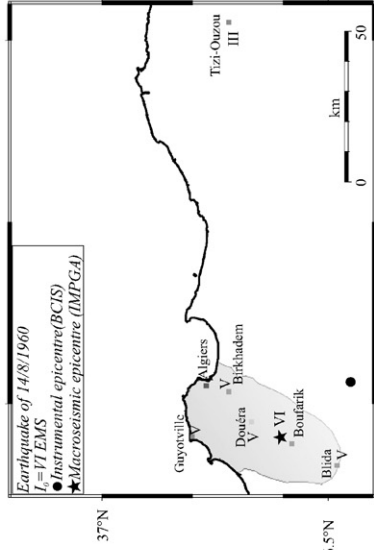 Earthquake of 14/8/1960
I₀=VI EMS
●Instrumental epicentre(BCIS)
★Macroseismic epicentre (IMPGA)
Tizi-Ouzou
III
km
0
50
Algiers
V
Birkhadem
Guyotville
V
Douéra
V
VI
Boufarik
Blida
V
37°N
.5°N